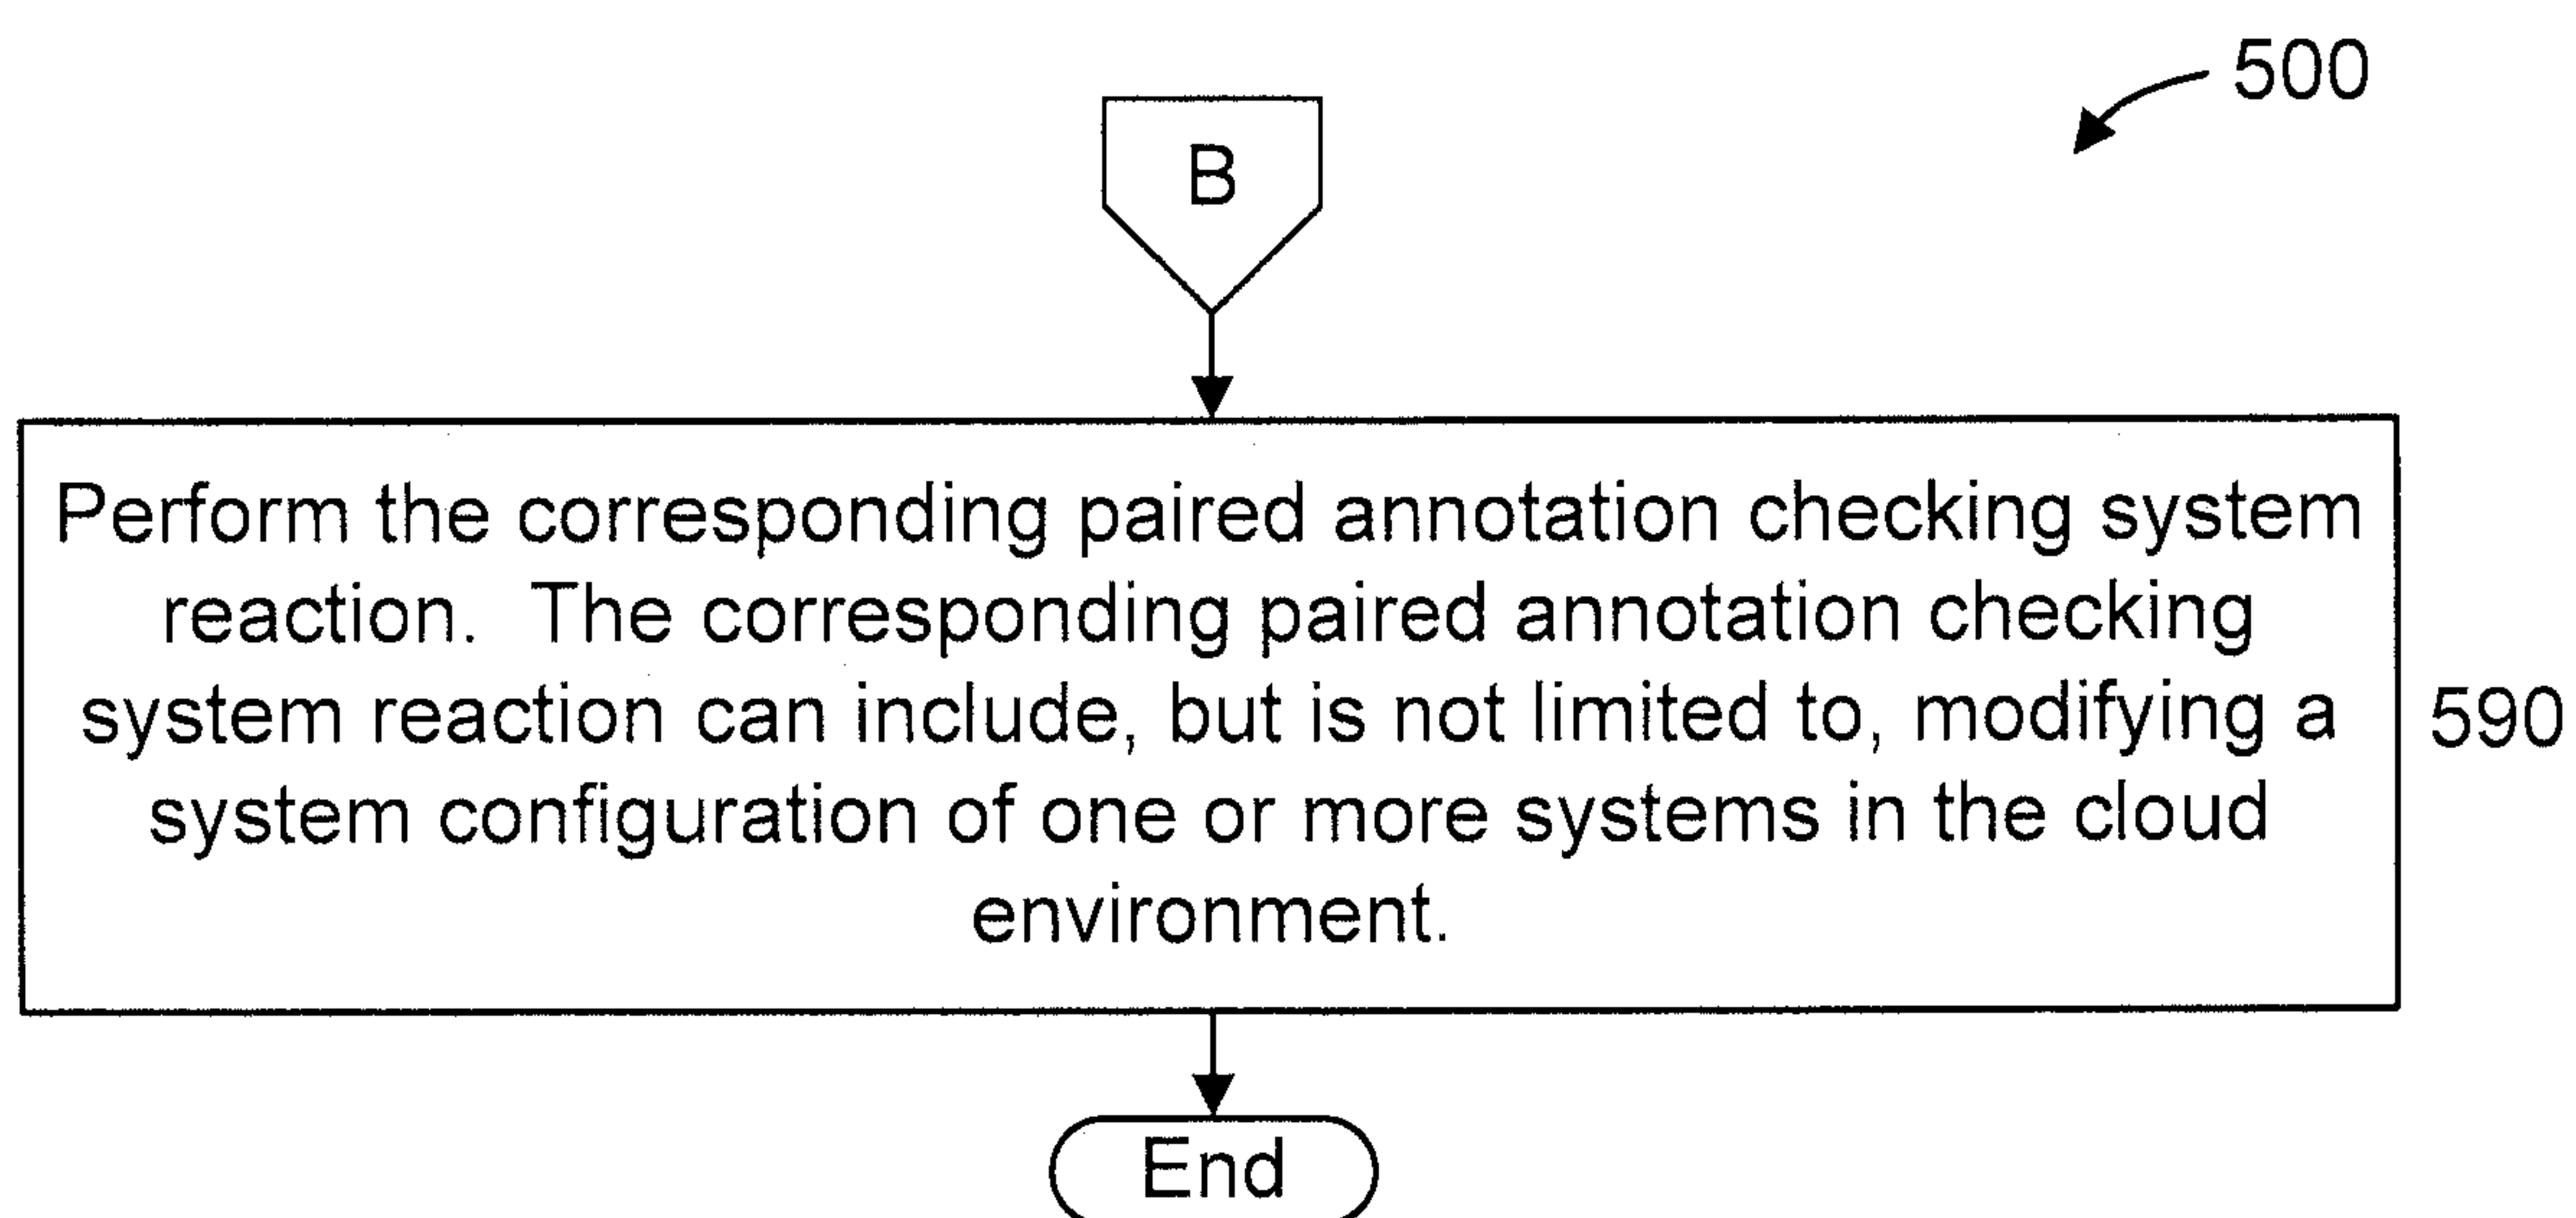 500
B
Perform the corresponding paired annotation checking system
reaction. The corresponding paired annotation checking
system reaction can include, but is not limited to, modifying a
system configuration of one or more systems in the cloud
environment.
590
End